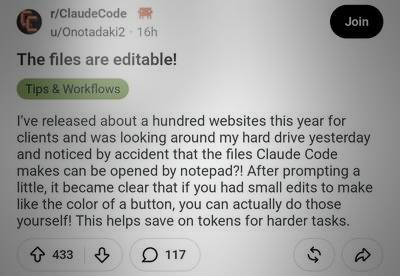 r/ClaudeCode
u/Onotadaki2 · 16h
Join
The files are editable!
Tips & Workflows
I've released about a hundred websites this year for
clients and was looking around my hard drive yesterday
and noticed by accident that the files Claude Code
makes can be opened by notepad?! After prompting a
little, it became clear that if you had small edits to make
like the color of a button, you can actually do those
yourself! This helps save on tokens for harder tasks.
433
117